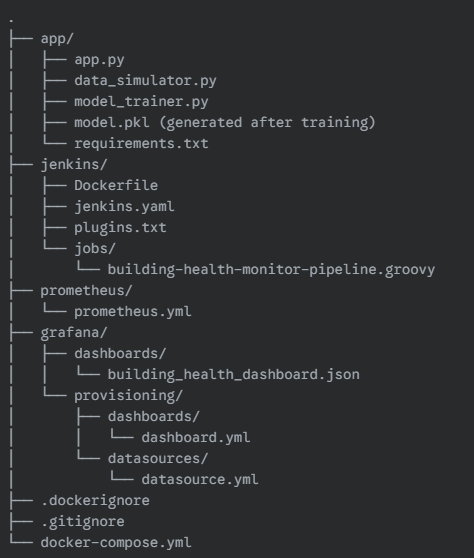 .
├── app/
│   ├── app.py
│   ├── data_simulator.py
│   ├── model_trainer.py
│   ├── model.pkl (generated after training)
│   └── requirements.txt
├── jenkins/
│   ├── Dockerfile
│   ├── jenkins.yaml
│   ├── plugins.txt
│   └── jobs/
│       └── building-health-monitor-pipeline.groovy
├── prometheus/
│   └── prometheus.yml
├── grafana/
│   ├── dashboards/
│   │   └── building_health_dashboard.json
│   └── provisioning/
│       ├── dashboards/
│       │   └── dashboard.yml
│       └── datasources/
│           └── datasource.yml
├── .dockerignore
├── .gitignore
└── docker-compose.yml